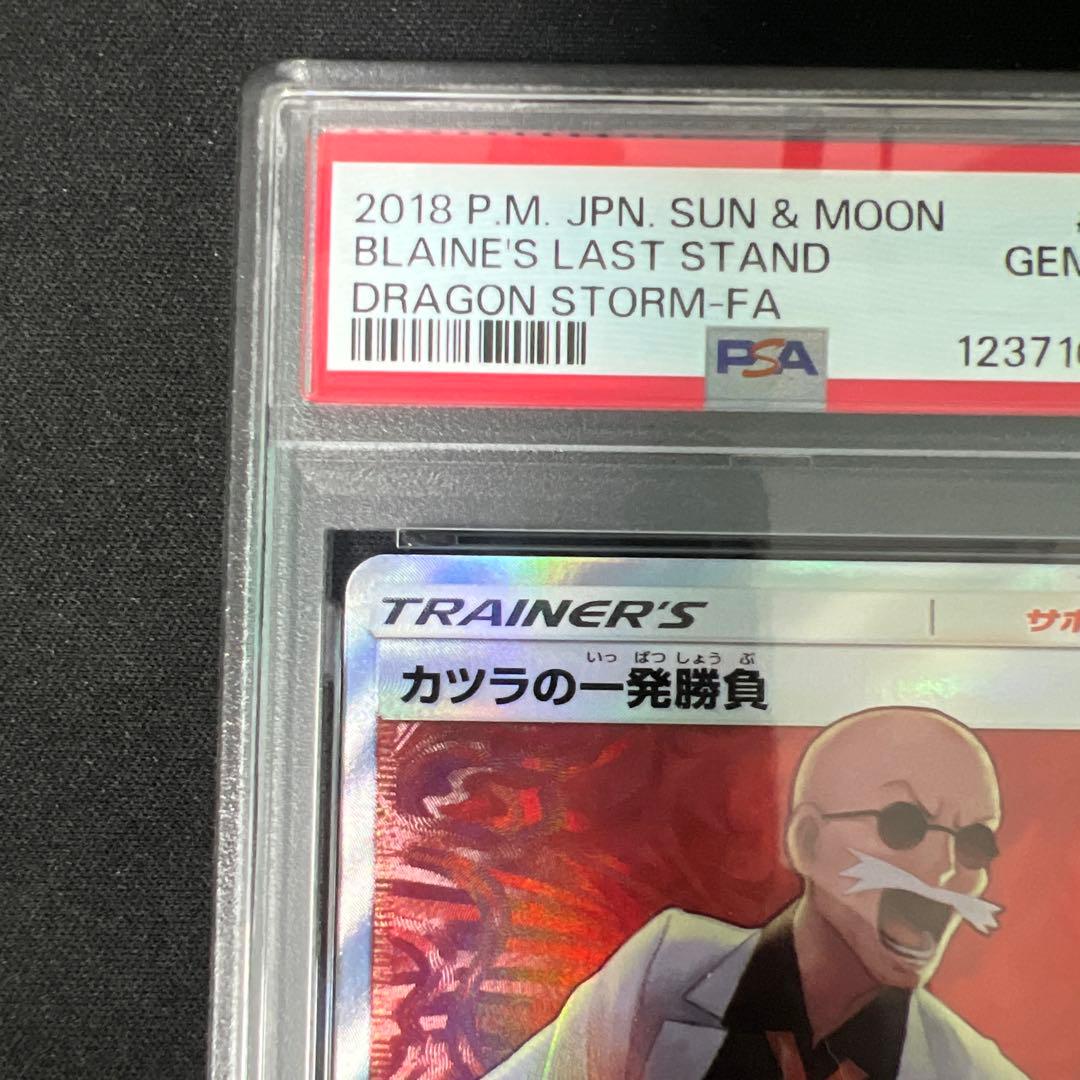 2018 P.M. JPN. SUN & MOON
BLAINE'S LAST STAND
GEM
DRAGON STORM-FA
PSA
TRAINER'S
いっ ぱつ しょう ぶ
カツラの一発勝負